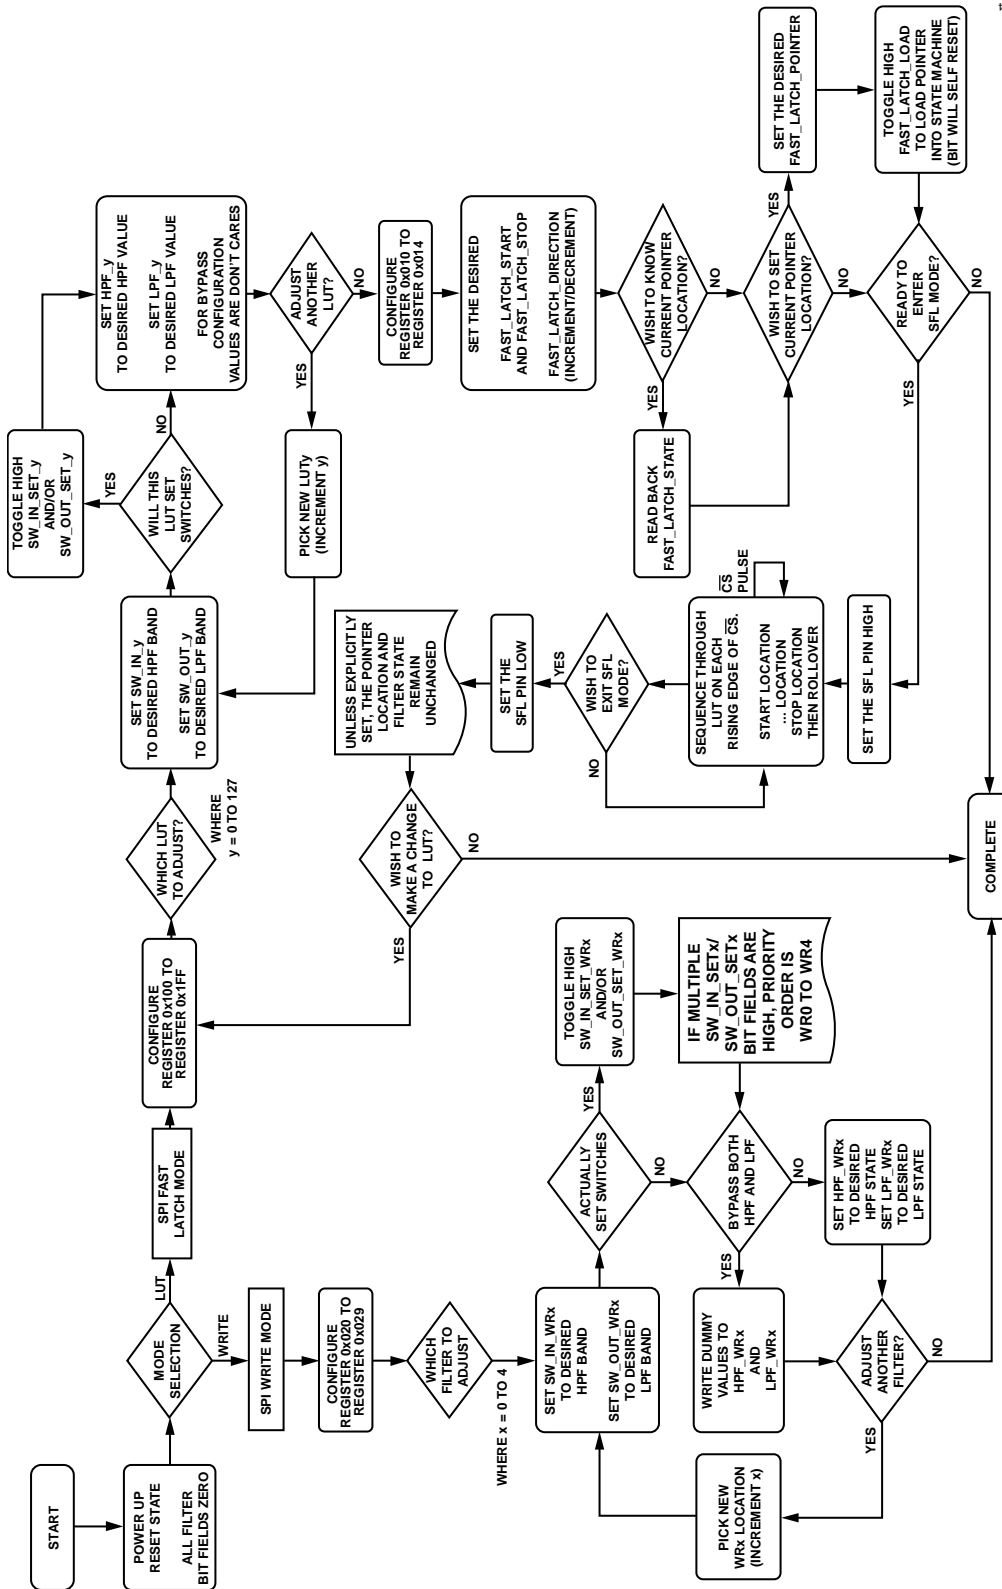 START
POWER UP
RESET STATE
ALL FILTER
BIT FIELDS ZERO
MODE
SELECTION
LUT
WRITE
SPI FAST
LATCH MODE
CONFIGURE
REGISTER 0x100 TO
REGISTER 0x1FF
WHICH LUT
TO ADJUST?
WHERE
y = 0 TO 127
SET SW_IN_y
TO DESIRED HPF BAND
SET SW_OUT_y
TO DESIRED LPF BAND
WILL THIS
LUT SET
SWITCHES?
YES
NO
TOGGLE HIGH
SW_IN_SET_y
AND/OR
SW_OUT_SET_y
SET HPF_y
TO DESIRED HPF VALUE
SET LPF_y
TO DESIRED LPF VALUE
FOR BYPASS
CONFIGURATION
VALUES ARE DON'T CARES
ADJUST
ANOTHER
LUT?
YES
NO
PICK NEW LUTy
(INCREMENT y)
CONFIGURE
REGISTER 0x010 TO
REGISTER 0x014
SET THE DESIRED
FAST_LATCH_START
AND FAST_LATCH_STOP
FAST_LATCH_DIRECTION
(INCREMENT/DECREMENT)
WISH TO KNOW
CURRENT POINTER
LOCATION?
YES
NO
READ BACK
FAST_LATCH_STATE
WISH TO SET
CURRENT POINTER
LOCATION?
YES
NO
SET THE DESIRED
FAST_LATCH_POINTER
TOGGLE HIGH
FAST_LATCH_LOAD
TO LOAD POINTER
INTO STATE MACHINE
(BIT WILL SELF RESET)
READY TO
ENTER
SFL MODE?
YES
NO
SET THE SFL PIN HIGH
SEQUENCE THROUGH
LUT ON EACH
RISING EDGE OF CS.
START LOCATION
... LOCATION
STOP LOCATION
THEN ROLLOVER
CS
PULSE
WISH TO
EXIT SFL
MODE?
YES
NO
SET THE
SFL PIN LOW
UNLESS EXPLICITLY
SET, THE POINTER
LOCATION AND
FILTER STATE
REMAIN
UNCHANGED
WISH TO
MAKE A CHANGE
TO LUT?
YES
NO
SPI WRITE MODE
CONFIGURE
REGISTER 0x020 TO
REGISTER 0x029
WHICH
FILTER TO
ADJUST
WHERE x = 0 TO 4
SET SW_IN_WRx
TO DESIRED
HPF BAND
SET SW_OUT_WRx
TO DESIRED
LPF BAND
ACTUALLY
SET SWITCHES
YES
NO
TOGGLE HIGH
SW_IN_SET_WRx
AND/OR
SW_OUT_SET_WRx
IF MULTIPLE
SW_IN_SETx/
SW_OUT_SETx
BIT FIELDS ARE
HIGH, PRIORITY
ORDER IS
WR0 TO WR4
BYPASS BOTH
HPF AND LPF
YES
NO
WRITE DUMMY
VALUES TO
HPF_WRx
AND
LPF_WRx
SET HPF_WRx
TO DESIRED
HPF STATE
SET LPF_WRx
TO DESIRED
LPF STATE
ADJUST
ANOTHER
FILTER?
YES
NO
PICK NEW
WRx LOCATION
(INCREMENT x)
COMPLETE